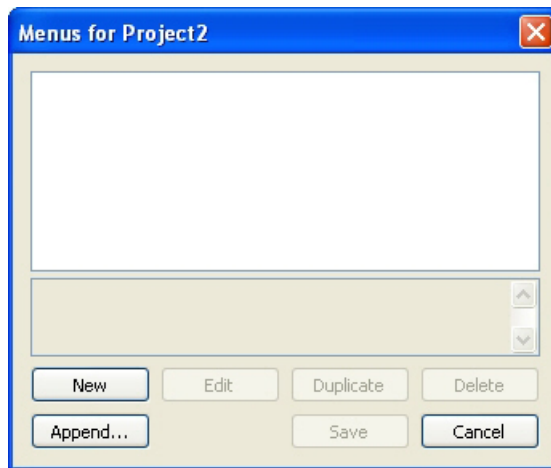 Menus for Project2
New Edit Duplicate Delete
Append... Save Cancel